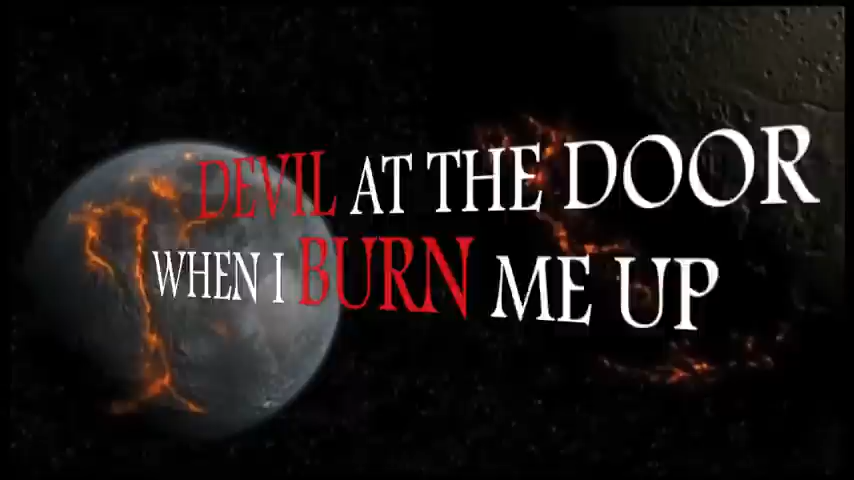 DEVIL AT THE DOOR
WHEN I BURN ME UP